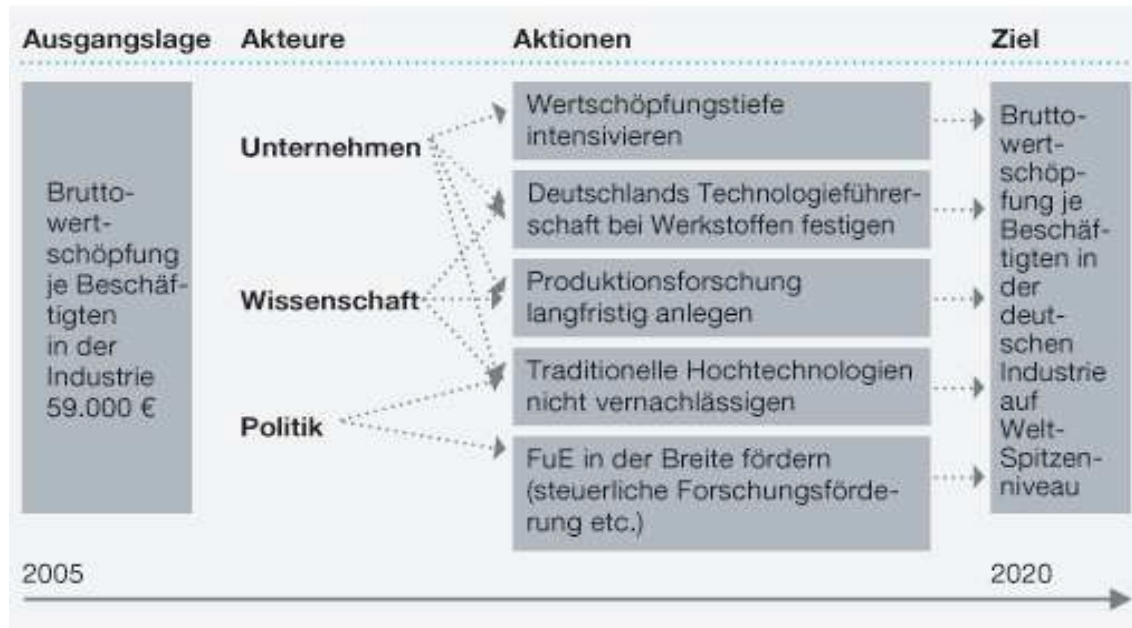 Ausgangslage Akteure Aktionen Ziel
Brutto-
wert-
schöpfung
je Beschäf-
tigten
in der
Industrie
59.000 €
Unternehmen
Wissenschaft
Politik
Wertschöpfungstiefe
intensivieren
Deutschlands Technologieführer-
schaft bei Werkstoffen festigen
Produktionsforschung
langfristig anlegen
Traditionelle Hochtechnologien
nicht vernachlässigen
FuE in der Breite fördern
(steuerliche Forschungsförde-
rung etc.)
Brutto-
wert-
schöp-
fung je
Beschäf-
tigten in
der
deut-
schen
Industrie
auf
Welt-
Spitzen-
niveau
2005 2020